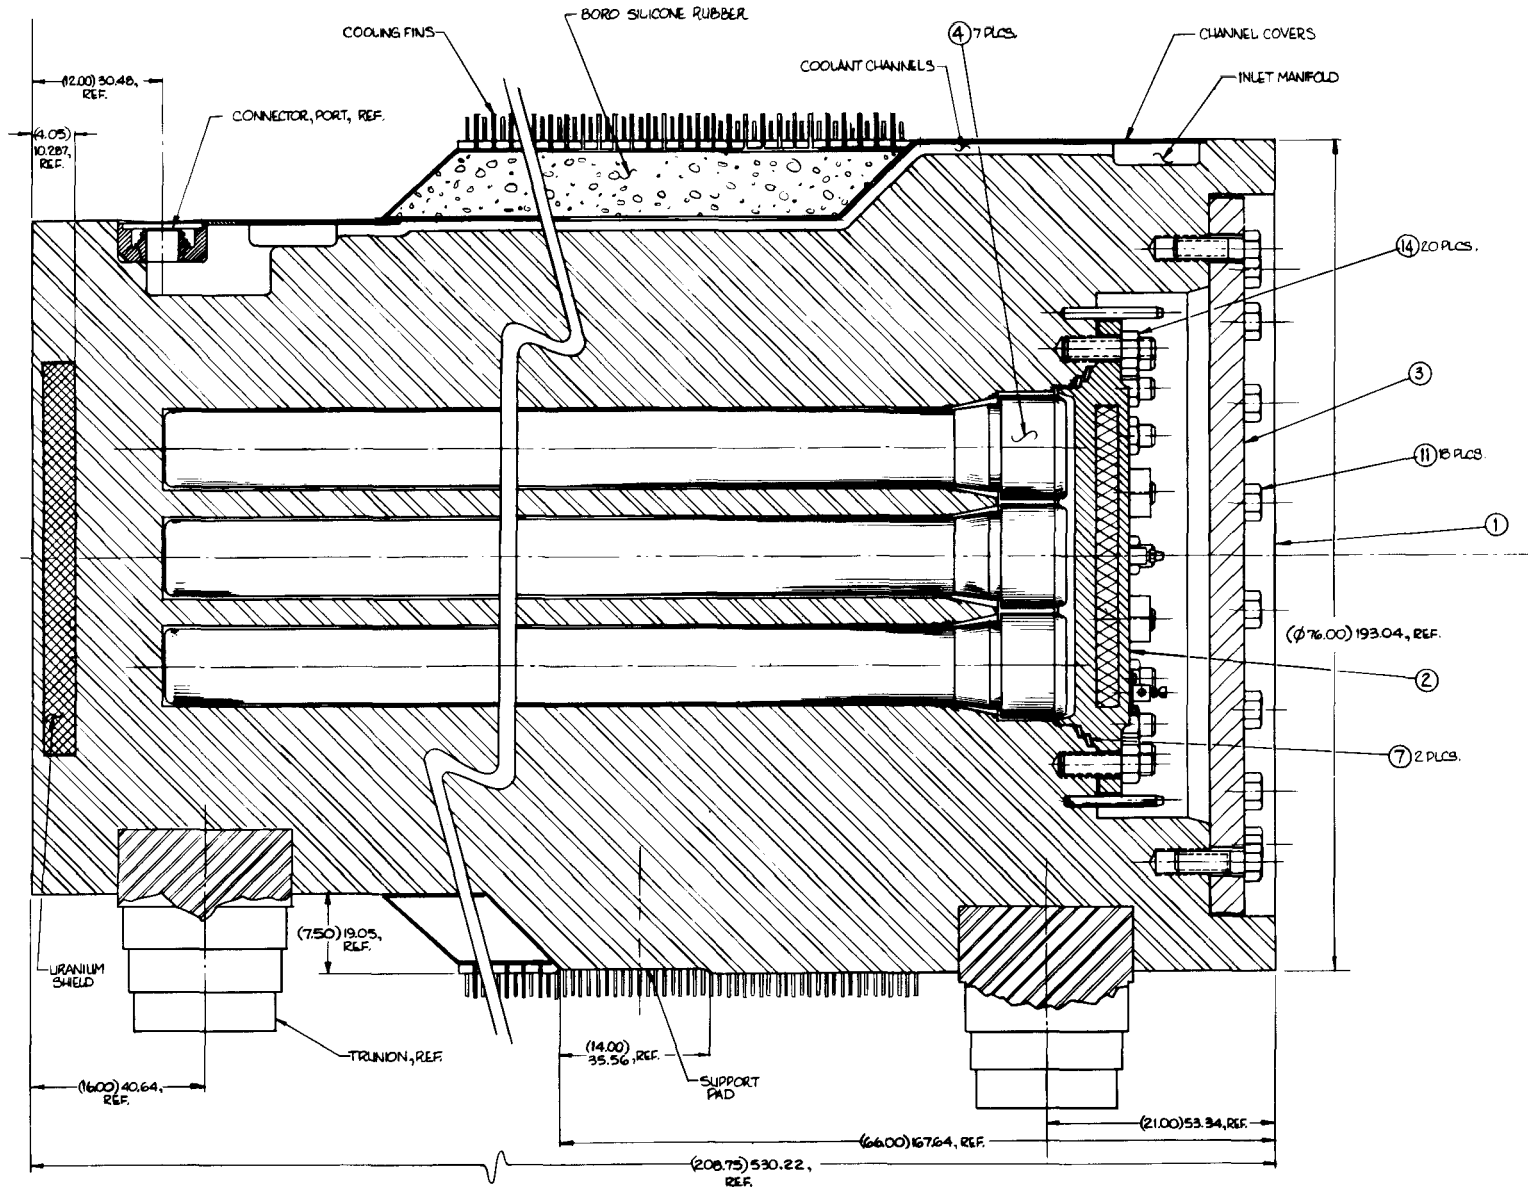 BORO SILICONE RUBBER
COOLING FINS
④ 7 PLCS.
CHANNEL COVERS
COOLANT CHANNELS
INLET MANIFOLD
(12.00) 30.48,
REF.
CONNECTOR, PORT, REF.
(4.05)
10.287,
REF.
⑭ 20 PLCS.
③
⑪ 18 PLCS.
①
(Ø 76.00) 193.04, REF.
②
⑦ 2 PLCS.
(7.50) 19.05,
REF.
URANIUM
SHIELD
TRUNION, REF.
(14.00)
35.56, REF.
SUPPORT
PAD
(16.00) 40.64,
REF.
(21.00) 53.34, REF.
(66.00) 167.64, REF.
(208.75) 530.22,
REF.